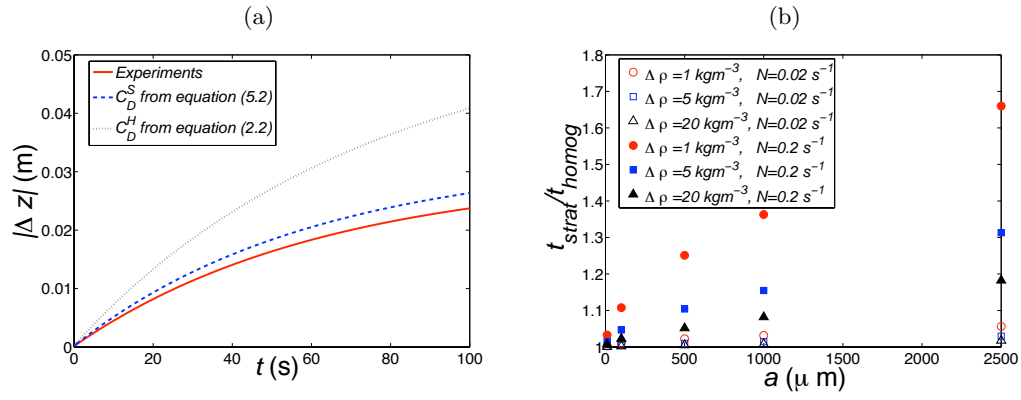 (a)
0.05
0.04
0.03
0.02
0.01
0
0 20 40 60 80 100
|Δ z| (m)
t (s)
Experiments
C_D^S from equation (5.2)
C_D^H from equation (2.2)
(b)
1.8
1.7
1.6
1.5
1.4
1.3
1.2
1.1
1
0 500 1000 1500 2000 2500
t_strat/t_homog
a (μ m)
Δ ρ =1 kgm⁻³, N=0.02 s⁻¹
Δ ρ =5 kgm⁻³, N=0.02 s⁻¹
Δ ρ =20 kgm⁻³, N=0.02 s⁻¹
Δ ρ =1 kgm⁻³, N=0.2 s⁻¹
Δ ρ =5 kgm⁻³, N=0.2 s⁻¹
Δ ρ =20 kgm⁻³, N=0.2 s⁻¹